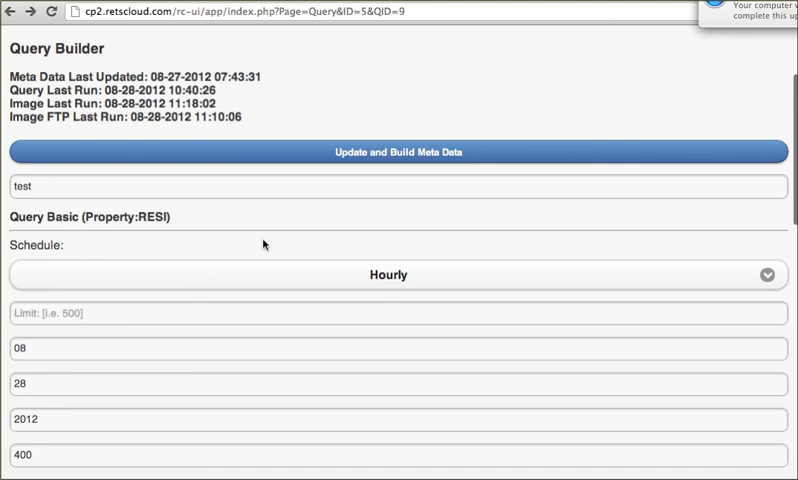 cp2.retscloud.com/rc-ui/app/index.php?Page=Query&ID=5&QID=9
Your computer
complete this up
Query Builder
Meta Data Last Updated: 08-27-2012 07:43:31
Query Last Run: 08-28-2012 10:40:26
Image Last Run: 08-28-2012 11:18:02
Image FTP Last Run: 08-28-2012 11:10:06
Update and Build Meta Data
test
Query Basic (Property:RESI)
Schedule:
Hourly
Limit: [i.e. 500]
08
28
2012
400